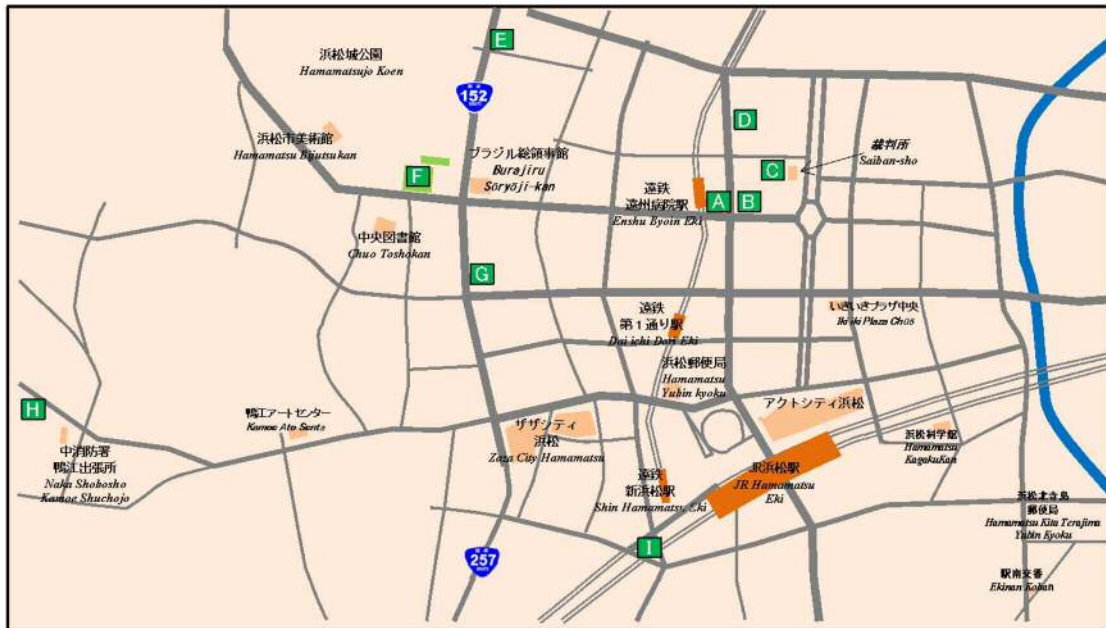 E
浜松城公園
Hamamatsujo Koen
152
浜松市美術館
Hamamatsu Bijutsukan
D
裁判所
Saiban-sho
C
ブラジル総領事館
Burajiru
Sōryōji-kan
F
遠鉄
遠州病院駅
Enshu Byoin Eki
A
B
中央図書館
Chuo Toshokan
G
遠鉄
第1通り駅
Dai ichi Dori Eki
いきいきプラザ中央
Iki iki Plaza
浜松郵便局
Hamamatsu
Yubin kyoku
H
鴨江アートセンター
Kamoe Ato Senta
ザザシティ
浜松
Zaza City Hamamatsu
アクトシティ浜松
浜松科学館
Hamamatsu
KagakuKan
中消防署
鴨江出張所
Naka Shobosho
Kamoe Shuchojo
遠鉄
新浜松駅
Shin Hamamatsu Eki
JR浜松駅
JR Hamamatsu
Eki
浜松北寺島
郵便局
Hamamatsu Kita Terajima
Yubin Kyoku
I
257
駅南交番
Ekinan Koban